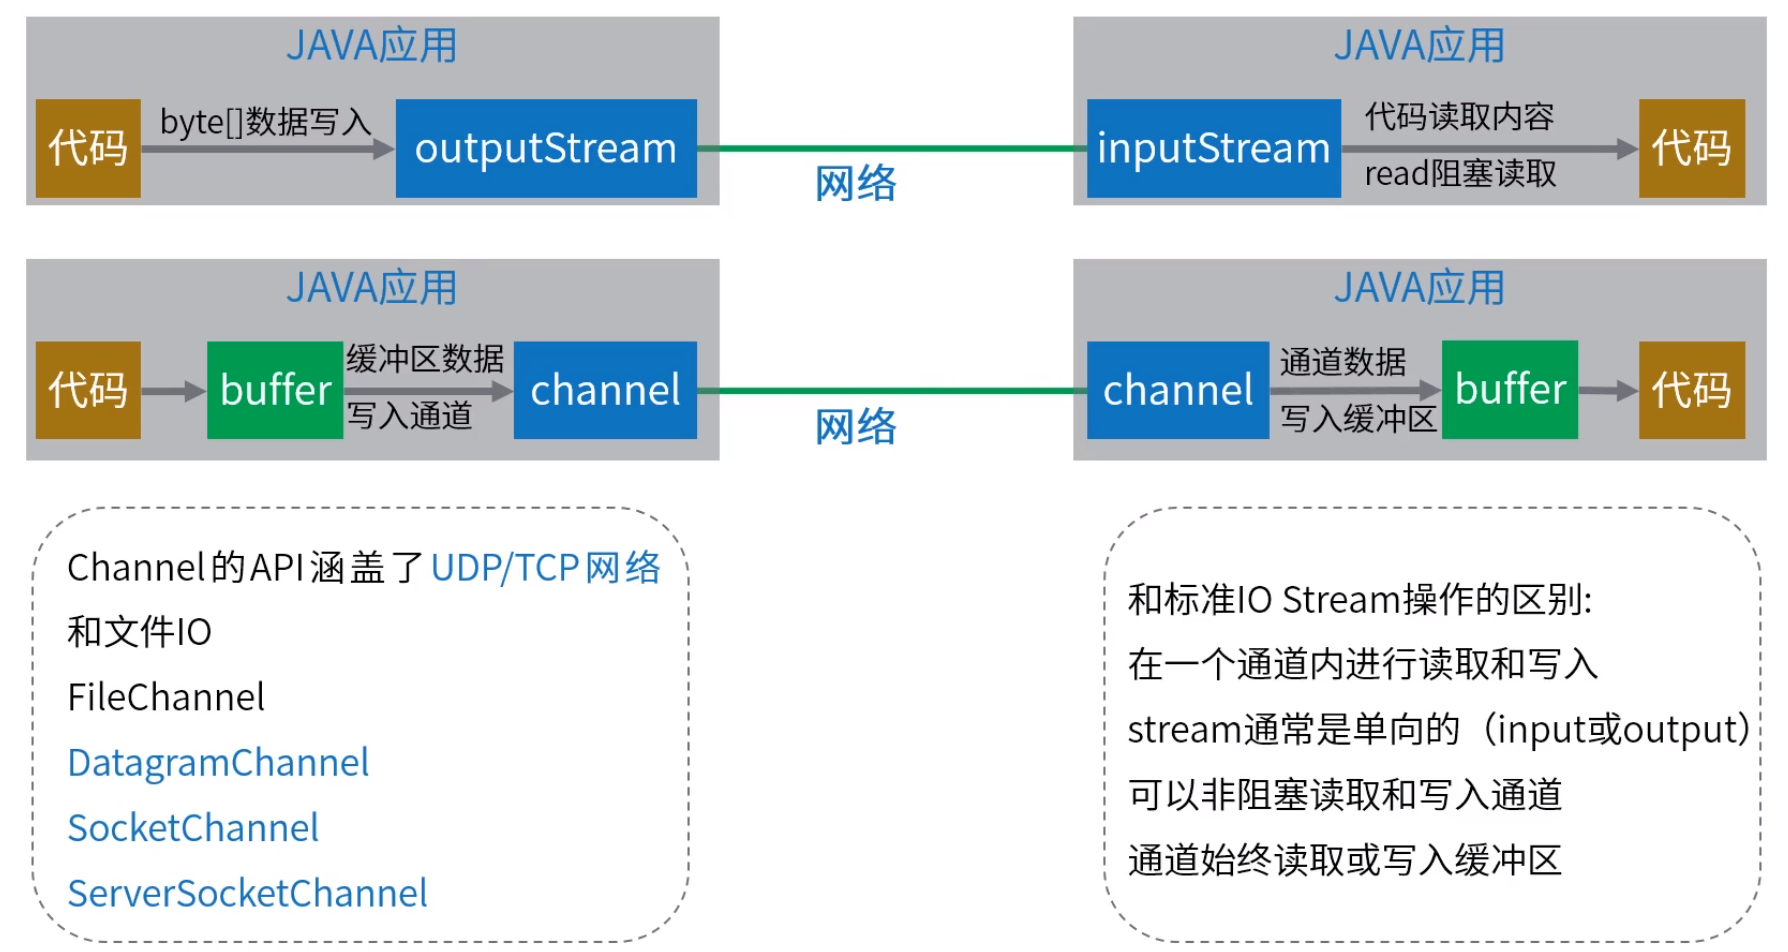 JAVA应用
代码
byte[]数据写入
outputStream
网络
JAVA应用
inputStream
代码读取内容
read阻塞读取
代码
JAVA应用
代码
buffer
缓冲区数据
写入通道
channel
网络
JAVA应用
channel
通道数据
写入缓冲区
buffer
代码
Channel的API涵盖了UDP/TCP网络
和文件IO
FileChannel
DatagramChannel
SocketChannel
ServerSocketChannel
和标准IO Stream操作的区别:
在一个通道内进行读取和写入
stream通常是单向的（input或output）
可以非阻塞读取和写入通道
通道始终读取或写入缓冲区